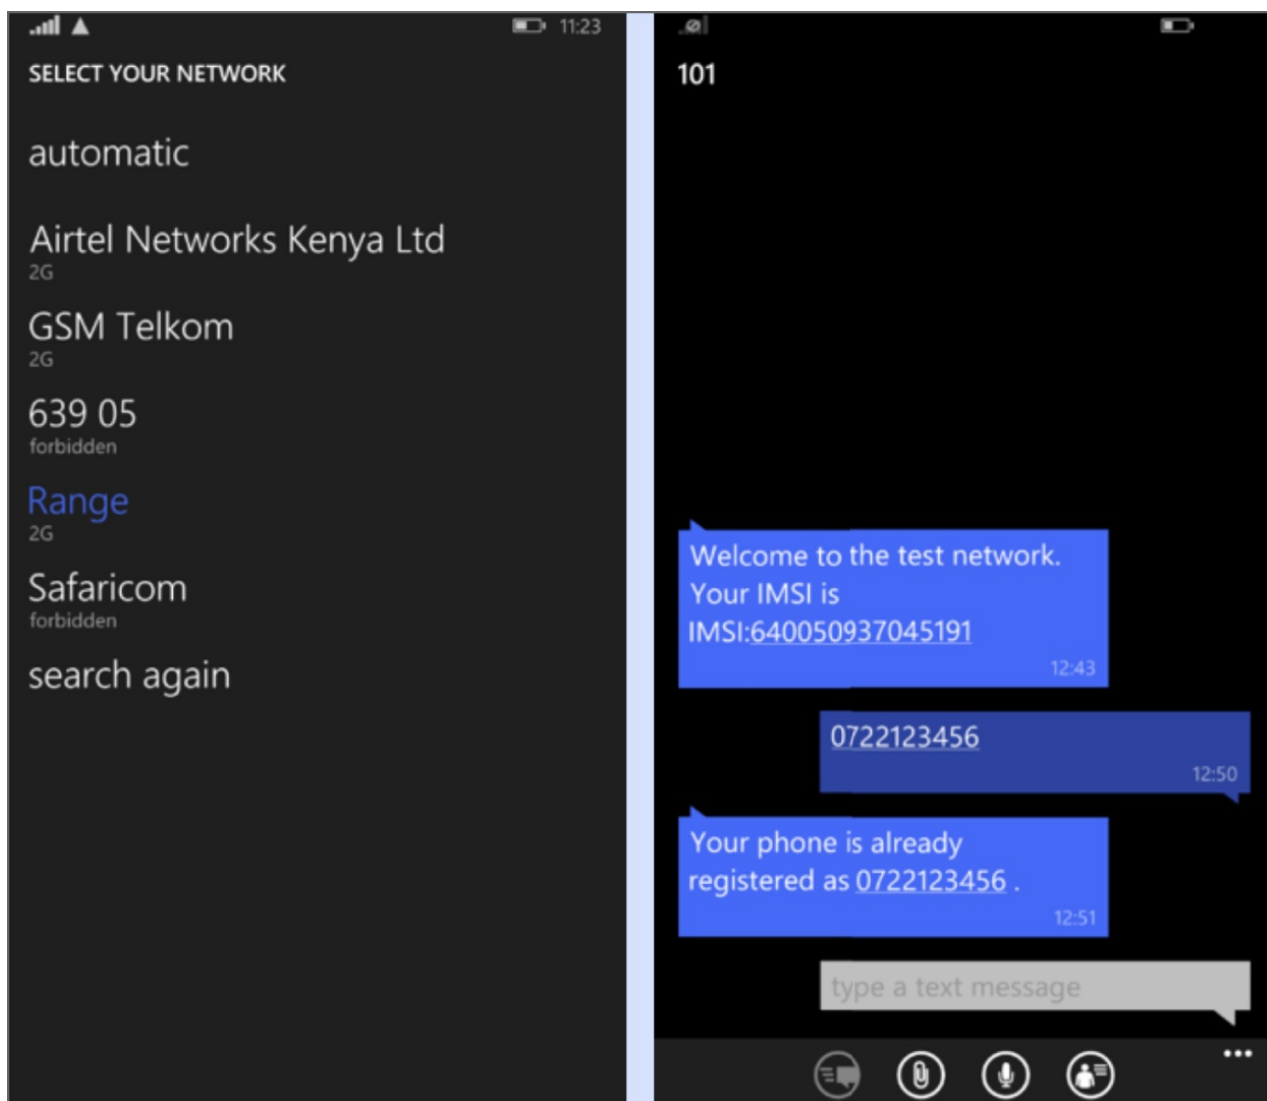 11:23
SELECT YOUR NETWORK
automatic
Airtel Networks Kenya Ltd
2G
GSM Telkom
2G
639 05
forbidden
Range
2G
Safaricom
forbidden
search again
101
Welcome to the test network.
Your IMSI is
IMSI:640050937045191
12:43
0722123456
12:50
Your phone is already
registered as 0722123456 .
12:51
type a text message